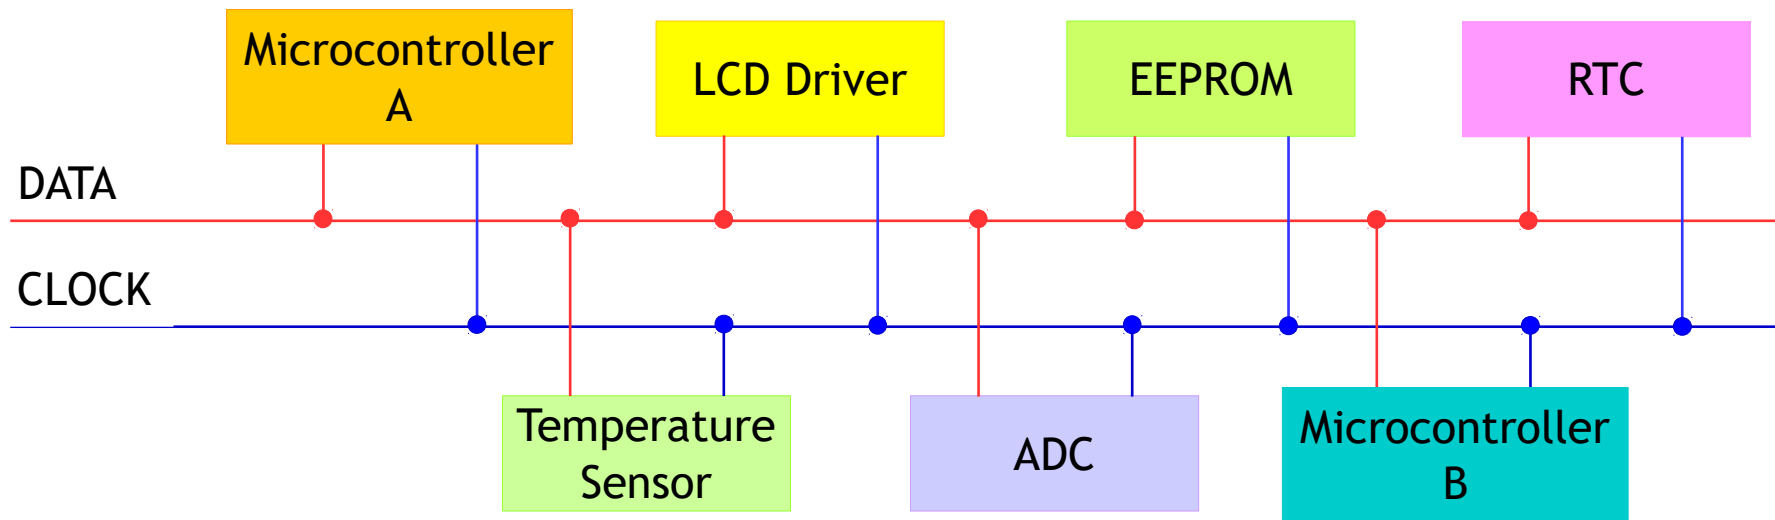 Microcontroller
A
LCD Driver
EEPROM
RTC
DATA
CLOCK
Temperature
Sensor
ADC
Microcontroller
B